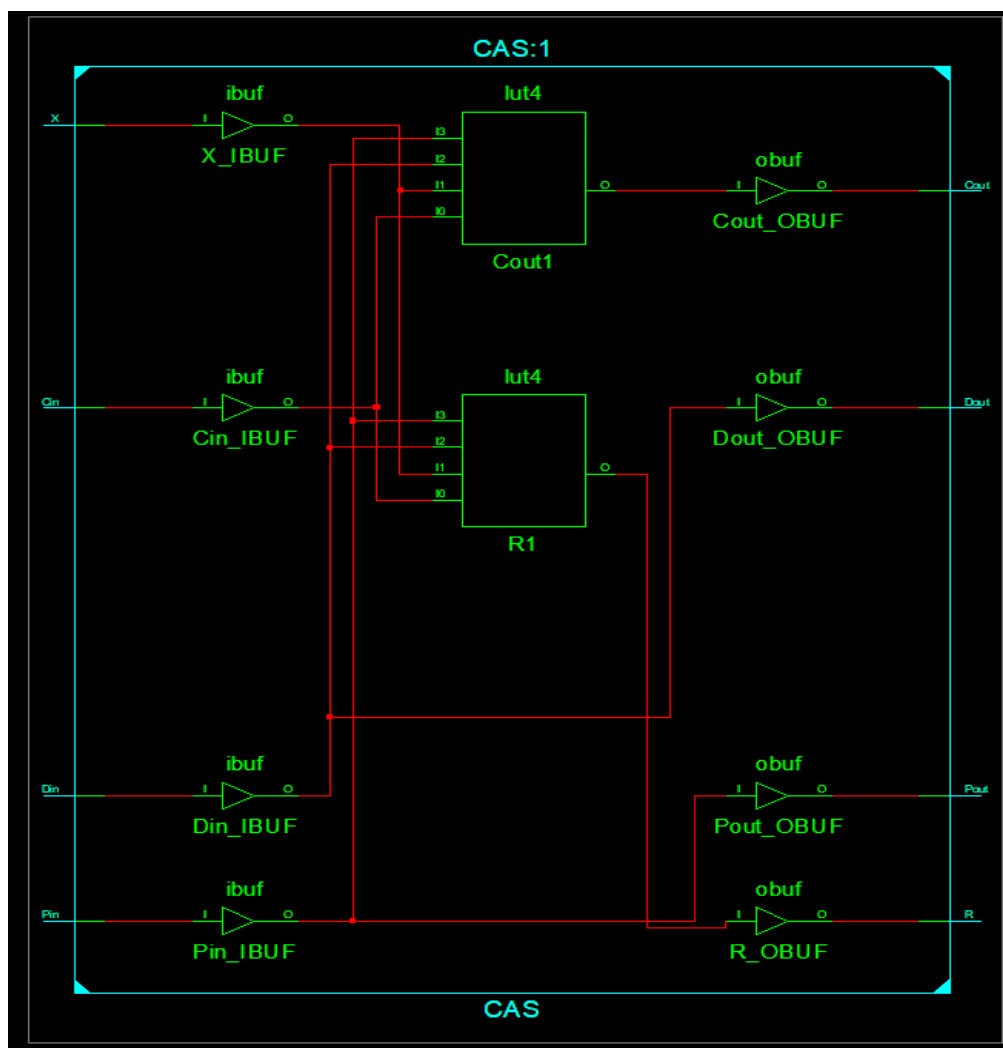 CAS:1
ibuf
lut4
X
I
O
X_IBUF
I3
I2
I1
I0
O
Cout1
obuf
I
O
Cout
Cout_OBUF
ibuf
lut4
obuf
Cin
I
O
Cin_IBUF
I3
I2
I1
I0
O
R1
I
O
Dout
Dout_OBUF
ibuf
obuf
Din
I
O
Din_IBUF
I
O
Pout
Pout_OBUF
ibuf
obuf
Pin
I
O
Pin_IBUF
I
O
R
R_OBUF
CAS